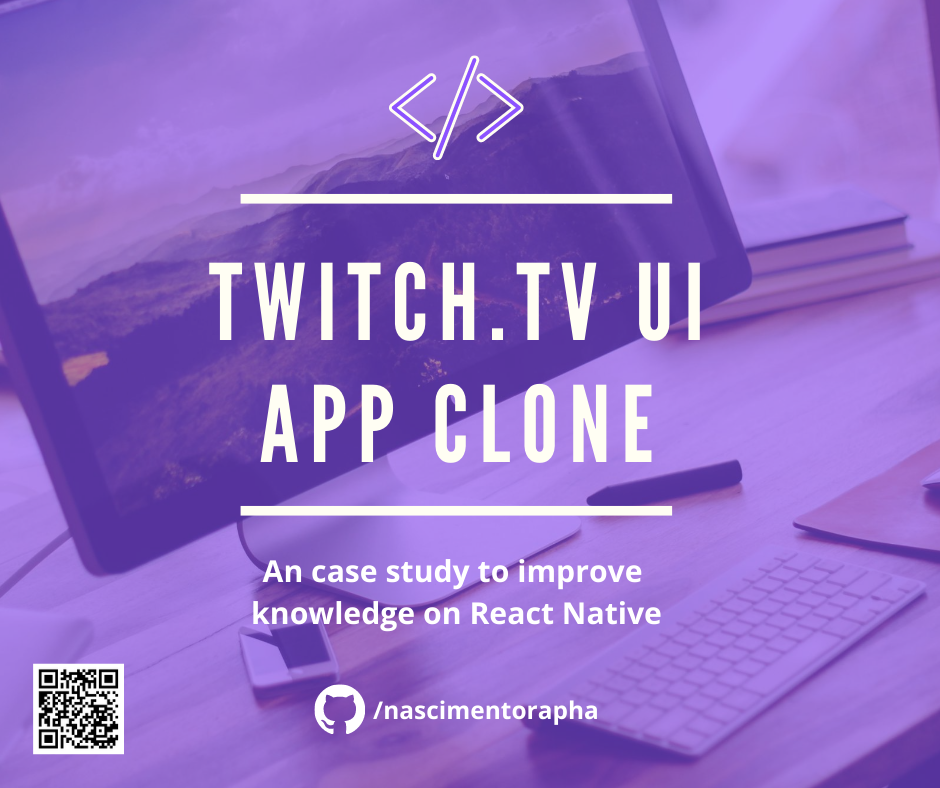 TWITCH.TV UI
APP CLONE
An case study to improve
knowledge on React Native
/nascimentorapha